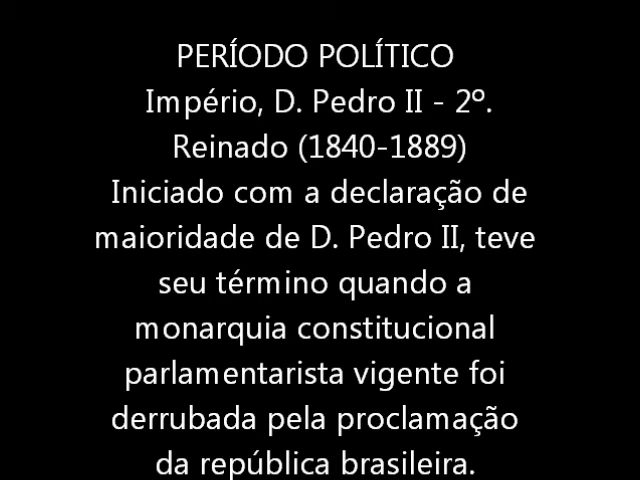 PERÍODO POLÍTICO
Império, D. Pedro II - 2º.
Reinado (1840-1889)
Iniciado com a declaração de
maioridade de D. Pedro II, teve
seu término quando a
monarquia constitucional
parlamentarista vigente foi
derrubada pela proclamação
da república brasileira.